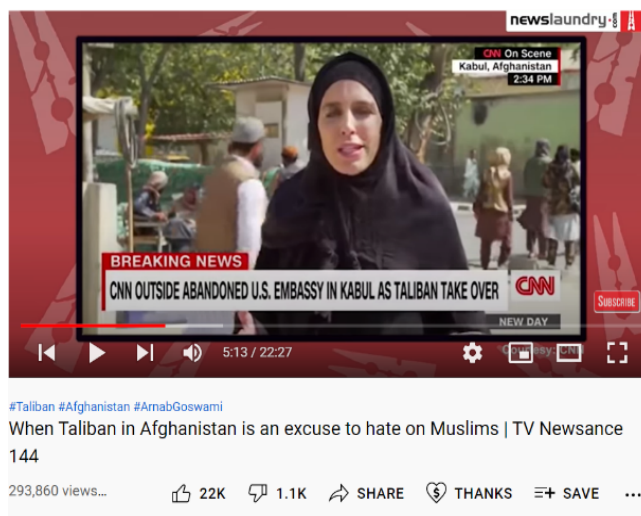 newslaundry
CNN On Scene
Kabul, Afghanistan
2:34 PM
BREAKING NEWS
CNN OUTSIDE ABANDONED U.S. EMBASSY IN KABUL AS TALIBAN TAKE OVER
CNN
SUBSCRIBE
NEW DAY
5:13 / 22:27
Courtesy: CNN
#Taliban #Afghanistan #ArnabGoswami
When Taliban in Afghanistan is an excuse to hate on Muslims | TV Newsance
144
293,860 views...
22K
1.1K
SHARE
THANKS
SAVE